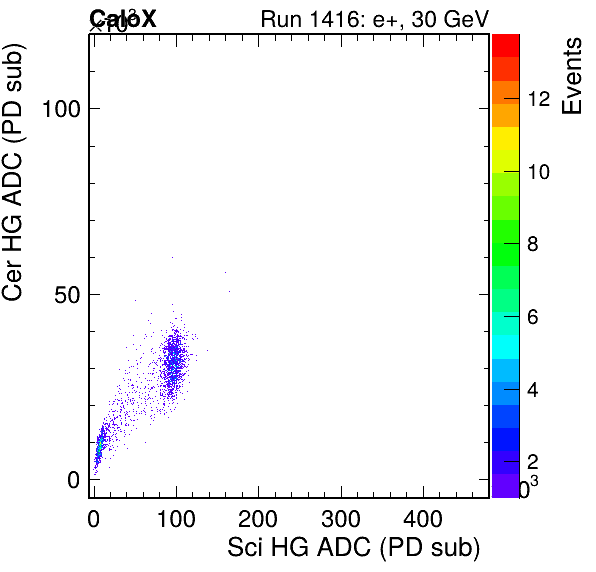 CaloX
×10³
Run 1416: e+, 30 GeV
Cer HG ADC (PD sub)
100
50
0
0 100 200 300 400
Sci HG ADC (PD sub)
Events
12
10
8
6
4
2